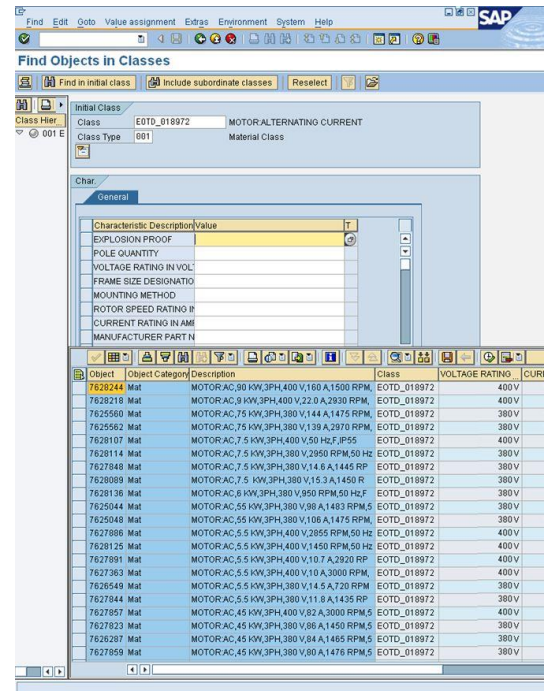 Find Edit Goto Value assignment Extras Environment System Help
SAP
Find Objects in Classes
Find in initial class Include subordinate classes Reselect
Class Hier...
001 E
Initial Class
Class EOTD_018972 MOTOR:ALTERNATING CURRENT
Class Type 001 Material Class
Char.
General
Characteristic Description Value T
EXPLOSION PROOF
POLE QUANTITY
VOLTAGE RATING IN VOL
FRAME SIZE DESIGNATIO
MOUNTING METHOD
ROTOR SPEED RATING IN
CURRENT RATING IN AMP
MANUFACTURER PART N
Object Object Category Description Class VOLTAGE RATING ... CURR
7628244 Mat MOTOR:AC,90 KW,3PH,400 V,160 A,1500 RPM, EOTD_018972 400 V
7628218 Mat MOTOR:AC,9 KW,3PH,400 V,22.0 A,2930 RPM, EOTD_018972 400 V
7625560 Mat MOTOR:AC,75 KW,3PH,380 V,144 A,1475 RPM, EOTD_018972 380 V
7625562 Mat MOTOR:AC,75 KW,3PH,380 V,139 A,2970 RPM, EOTD_018972 380 V
7628107 Mat MOTOR:AC,7.5 KW,3PH,400 V,50 Hz,F,IP55 EOTD_018972 400 V
7628114 Mat MOTOR:AC,7.5 KW,3PH,380 V,2950 RPM,50 Hz EOTD_018972 380 V
7627848 Mat MOTOR:AC,7.5 KW,3PH,380 V,14.6 A,1445 RP EOTD_018972 380 V
7628089 Mat MOTOR:AC,7.5 KW,3PH,380 V,15.3 A,1450 R EOTD_018972 380 V
7628136 Mat MOTOR:AC,6 KW,3PH,380 V,950 RPM,50 Hz,F EOTD_018972 380 V
7625044 Mat MOTOR:AC,55 KW,3PH,380 V,98 A,1483 RPM,5 EOTD_018972 380 V
7625048 Mat MOTOR:AC,55 KW,3PH,380 V,106 A,1475 RPM, EOTD_018972 380 V
7627886 Mat MOTOR:AC,5.5 KW,3PH,400 V,2855 RPM,50 Hz EOTD_018972 400 V
7628125 Mat MOTOR:AC,5.5 KW,3PH,400 V,1450 RPM,50 Hz EOTD_018972 400 V
7627891 Mat MOTOR:AC,5.5 KW,3PH,400 V,10.7 A,2920 RP EOTD_018972 400 V
7627363 Mat MOTOR:AC,5.5 KW,3PH,400 V,10 A,3000 RPM, EOTD_018972 400 V
7626549 Mat MOTOR:AC,5.5 KW,3PH,380 V,14.5 A,720 RPM EOTD_018972 380 V
7627844 Mat MOTOR:AC,5.5 KW,3PH,380 V,11.8 A,1435 RP EOTD_018972 380 V
7627857 Mat MOTOR:AC,45 KW,3PH,400 V,82 A,3000 RPM,5 EOTD_018972 400 V
7627823 Mat MOTOR:AC,45 KW,3PH,380 V,86 A,1450 RPM,5 EOTD_018972 380 V
7626287 Mat MOTOR:AC,45 KW,3PH,380 V,84 A,1465 RPM,5 EOTD_018972 380 V
7627859 Mat MOTOR:AC,45 KW,3PH,380 V,80 A,1476 RPM,5 EOTD_018972 380 V